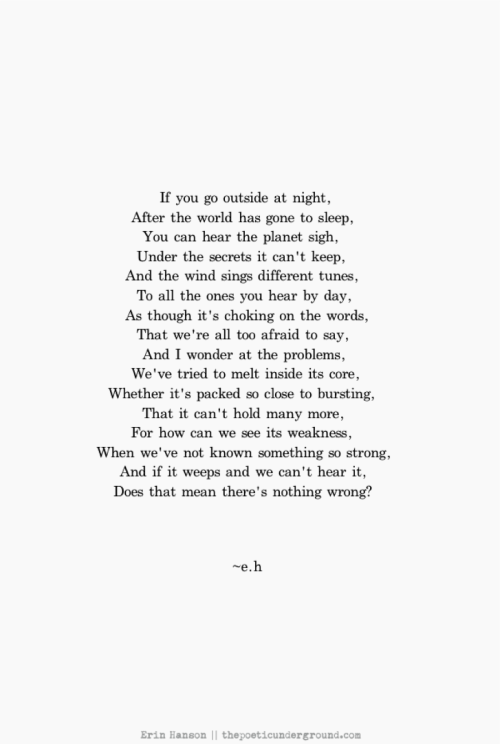 If you go outside at night,
After the world has gone to sleep,
You can hear the planet sigh,
Under the secrets it can't keep,
And the wind sings different tunes,
To all the ones you hear by day,
As though it's choking on the words,
That we're all too afraid to say,
And I wonder at the problems,
We've tried to melt inside its core,
Whether it's packed so close to bursting,
That it can't hold many more,
For how can we see its weakness,
When we've not known something so strong,
And if it weeps and we can't hear it,
Does that mean there's nothing wrong?
~e.h
Erin Hanson || thepoeticunderground.com